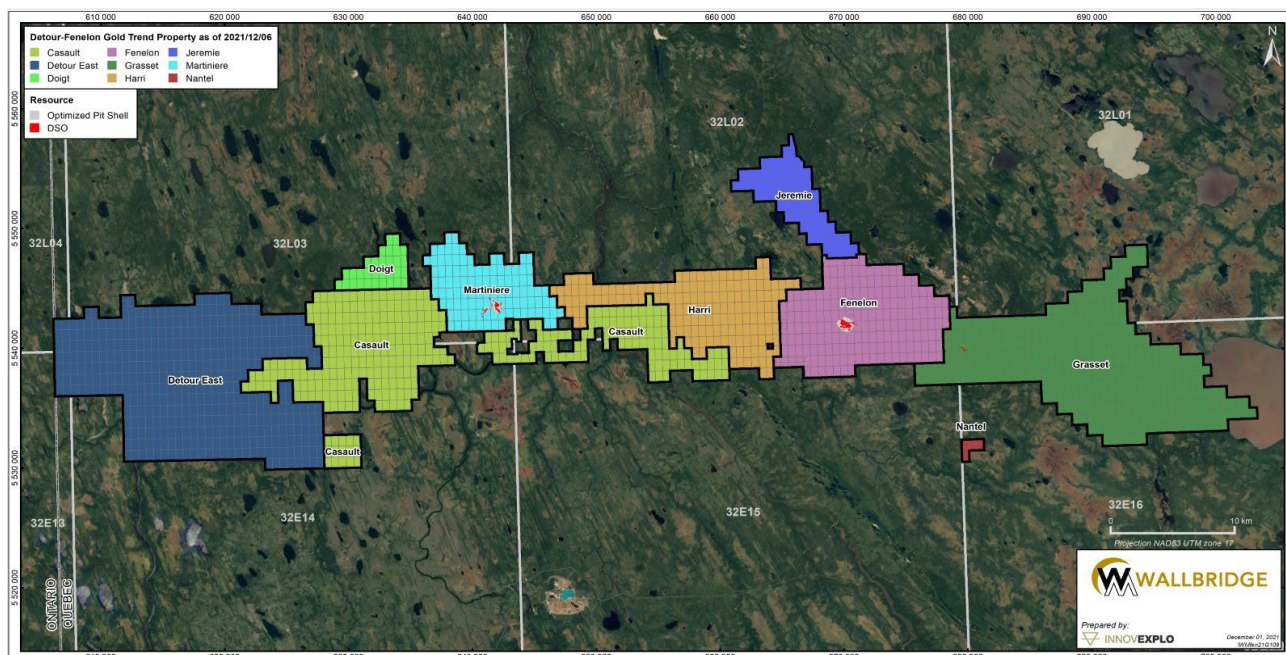 610 000 620 000 630 000 640 000 650 000 660 000 670 000 680 000 690 000 700 000
Detour-Fenelon Gold Trend Property as of 2021/12/06
Casault Fenelon Jeremie
Detour East Grasset Martiniere
Doigt Harri Nantel
Resource
Optimized Pit Shell
DSO
N
5 560 000
32L02
32L01
Jeremie
5 550 000
32L04
32L03
Doigt
Martiniere
Harri
Fenelon
Casault
Casault
5 540 000
Detour East
Grasset
Nantel
Casault
5 530 000
32E13
32E14
32E15
32E16
0 10 km
Projection NAD83 UTM zone 17
5 520 000
ONTARIO
QUEBEC
WALLBRIDGE
Prepared by:
INNOVEXPLO
December 01, 2021